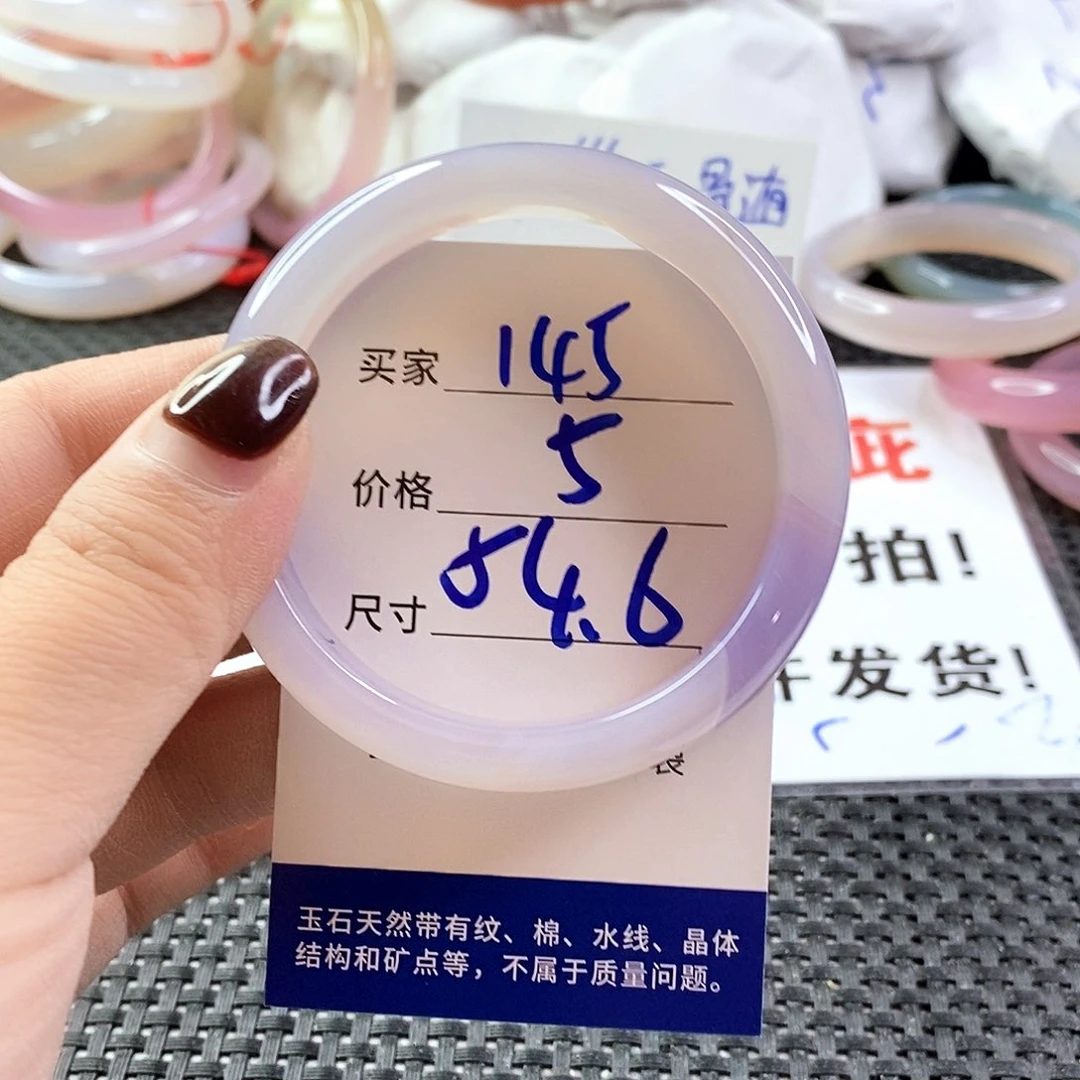 买家 145
价格 5
尺寸 54.6
玉石天然带有纹、棉、水线、晶体
结构和矿点等，不属于质量问题。
疵
拍！
发货！